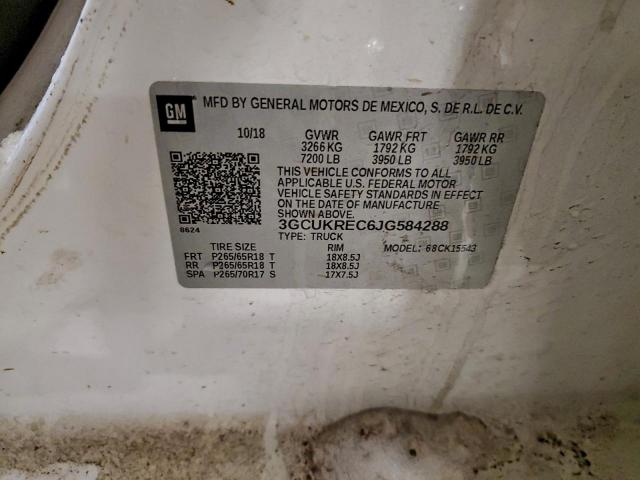 GM MFD BY GENERAL MOTORS DE MEXICO, S. DE R.L. DE C.V.
10/18 GVWR GAWR FRT GAWR RR
3266 KG 1792 KG 1792 KG
7200 LB 3950 LB 3950 LB
THIS VEHICLE CONFORMS TO ALL
APPLICABLE U.S. FEDERAL MOTOR
VEHICLE SAFETY STANDARDS IN EFFECT
ON THE DATE OF MANUFACTURE
SHOWN ABOVE.
8624 3GCUKREC6JG584288
TYPE: TRUCK MODEL: 68CK15543
TIRE SIZE RIM
FRT P265/65R18 T 18X8.5J
RR P265/65R18 T 18X8.5J
SPA P265/70R17 S 17X7.5J